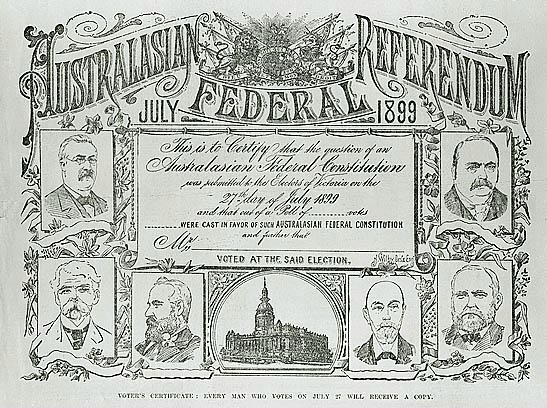 AUSTRALASIAN FEDERAL REFERENDUM
JULY 1899
This is to Certify that the question of an
Australasian Federal Constitution
was submitted to the Electors of Victoria on the
27th day of July 1899
and that out of a Poll of ............ votes
............ WERE CAST IN FAVOR OF SUCH AUSTRALASIAN FEDERAL CONSTITUTION
and further that
Mr
VOTED AT THE SAID ELECTION.
VOTER'S CERTIFICATE: EVERY MAN WHO VOTES ON JULY 27 WILL RECEIVE A COPY.